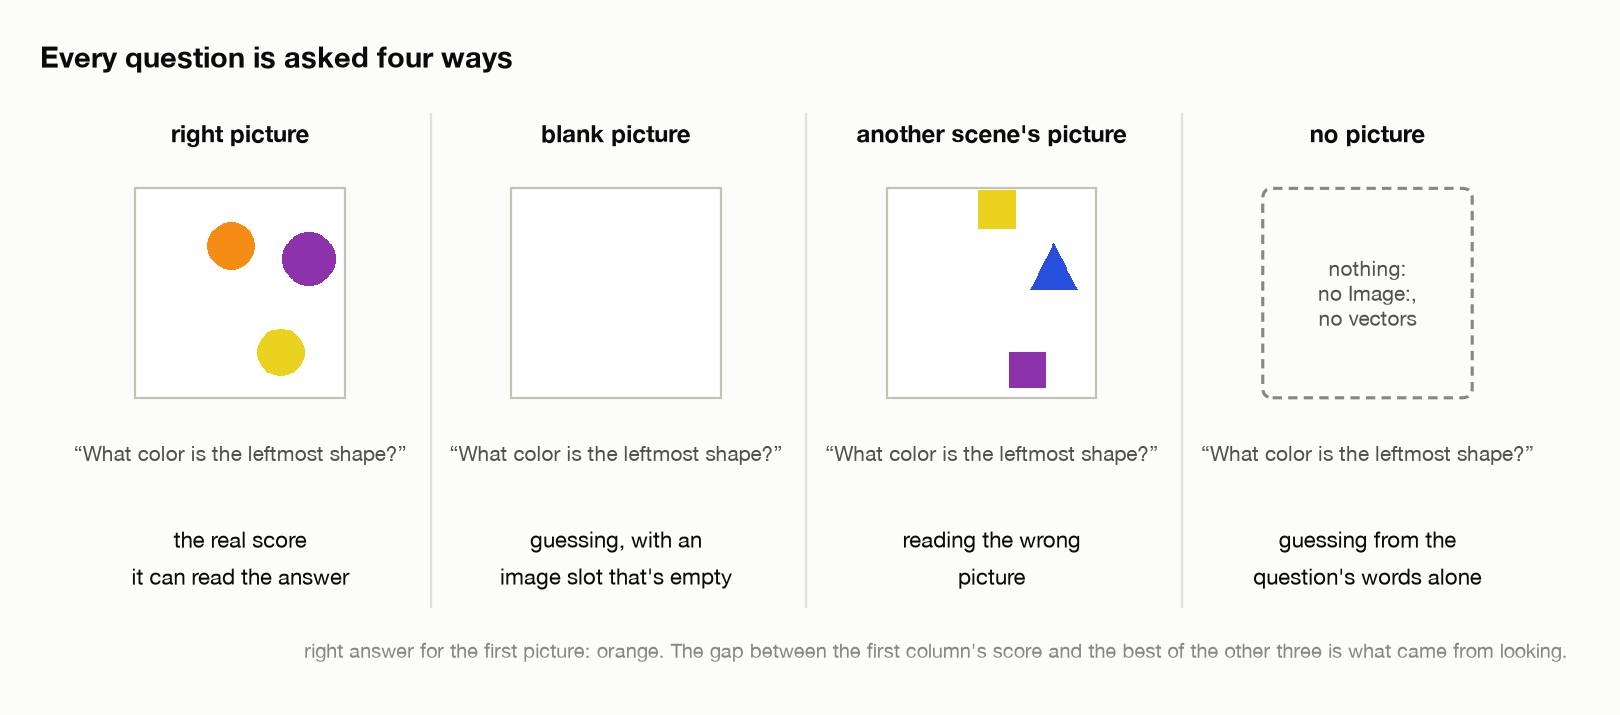 Every question is asked four ways
right picture
blank picture
another scene's picture
no picture
nothing:
no Image:,
no vectors
“What color is the leftmost shape?”
“What color is the leftmost shape?”
“What color is the leftmost shape?”
“What color is the leftmost shape?”
the real score
it can read the answer
guessing, with an
image slot that's empty
reading the wrong
picture
guessing from the
question's words alone
right answer for the first picture: orange. The gap between the first column's score and the best of the other three is what came from looking.